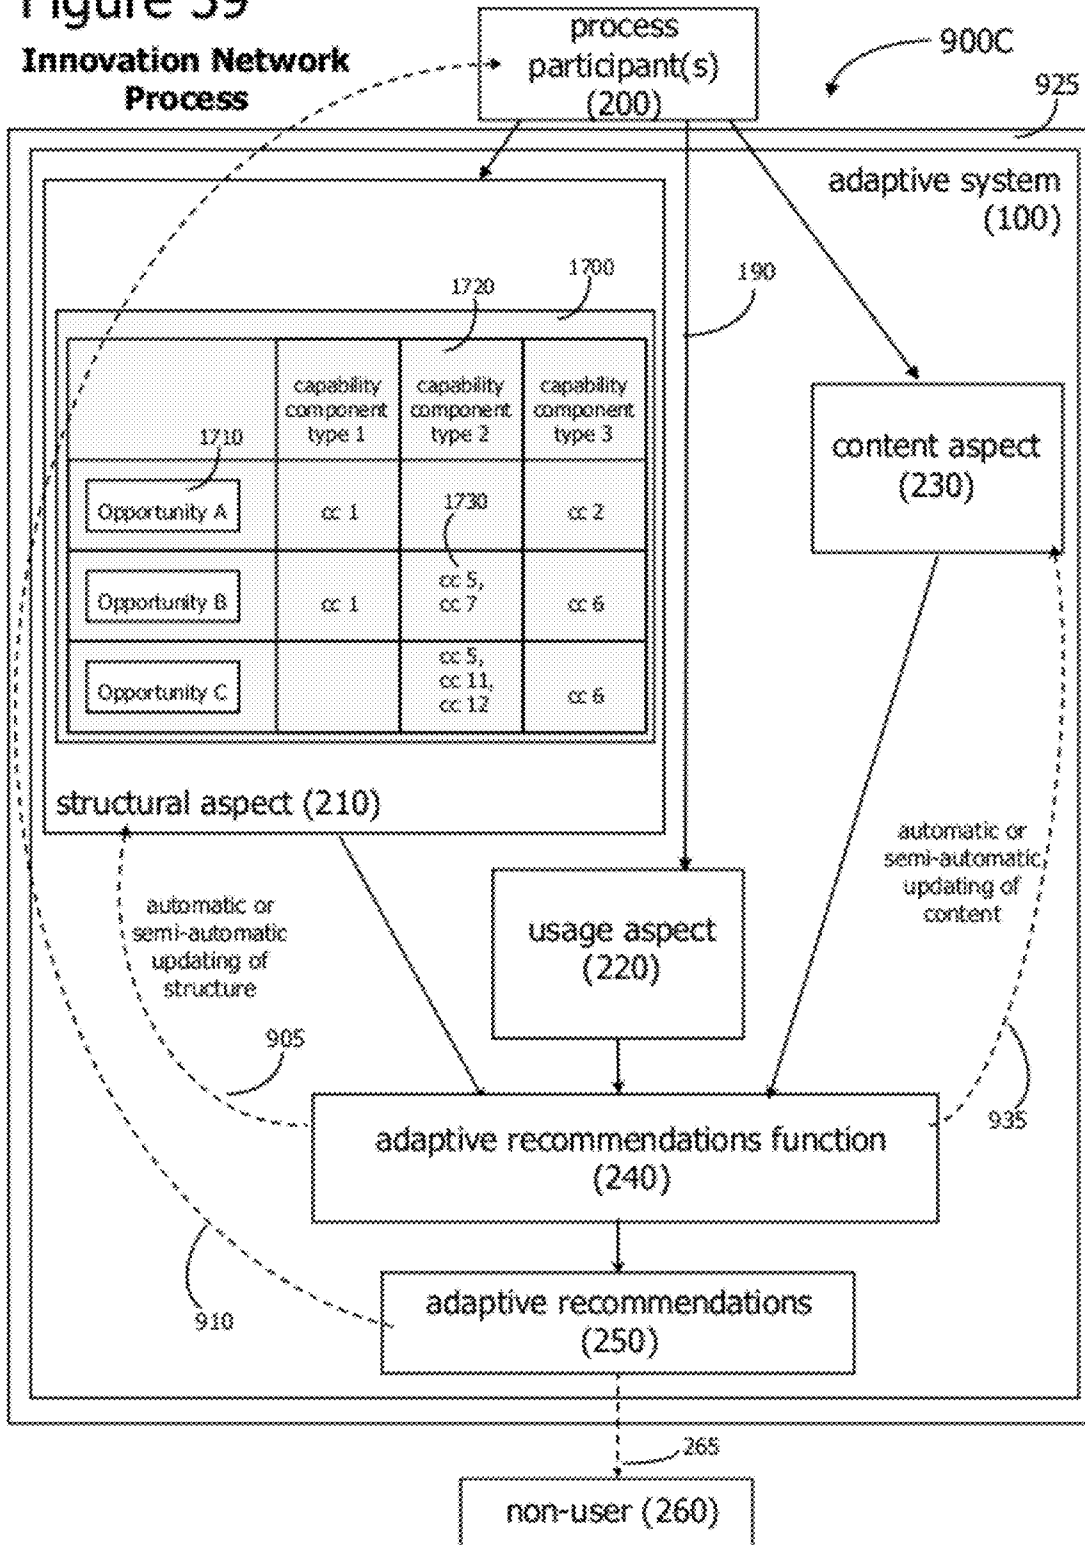 Figure 39
Innovation Network
Process
process
participant(s)
(200)
900C
925
adaptive system
(100)
190
1700
1720
capability
component
type 1
capability
component
type 2
capability
component
type 3
1710
Opportunity A
cc 1
1730
cc 2
Opportunity B
cc 1
cc 5,
cc 7
cc 6
Opportunity C
cc 5,
cc 11,
cc 12
cc 6
structural aspect (210)
content aspect
(230)
automatic or
semi-automatic
updating of
structure
usage aspect
(220)
automatic or
semi-automatic
updating of
content
905
935
adaptive recommendations function
(240)
910
adaptive recommendations
(250)
265
non-user (260)